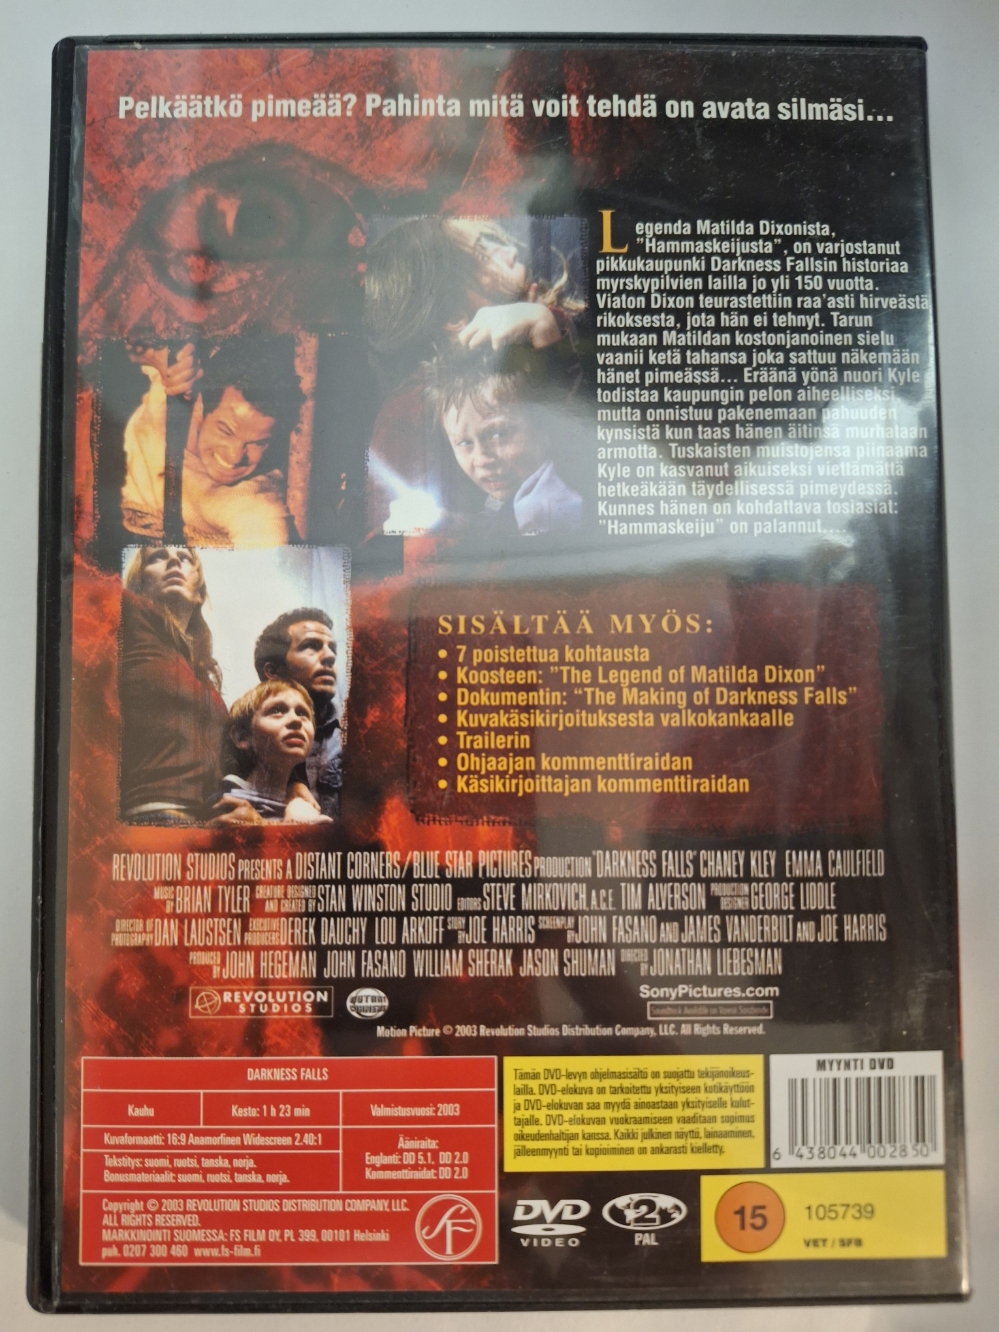 Pelkäätkö pimeää? Pahinta mitä voit tehdä on avata silmäsi...
Legenda Matilda Dixonista,
"Hammaskeijusta", on varjostanut
pikkukaupunki Darkness Fallsin historiaa
myrskypilvien lailla jo yli 150 vuotta.
Viaton Dixon teurastettiin raa'asti hirveästä
rikoksesta, jota hän ei tehnyt. Tarun
mukaan Matildan kostonjanoinen sielu
vaanii ketä tahansa joka sattuu näkemään
hänet pimeässä... Eräänä yönä nuori Kyle
todistaa kaupungin pelon aiheelliseksi,
mutta onnistuu pakenemaan pahuuden
kynsistä kun taas hänen äitinsä murhataan
armotta. Tuskaisten muistojensa piinaama
Kyle on kasvanut aikuiseksi viettämättä
hetkeäkään täydellisessä pimeydessä.
Kunnes hänen on kohdattava tosiasiat:
"Hammaskeiju" on palannut....
SISÄLTÄÄ MYÖS:
• 7 poistettua kohtausta
• Koosteen: "The Legend of Matilda Dixon"
• Dokumentin: "The Making of Darkness Falls"
• Kuvakäsikirjoituksesta valkokankaalle
• Trailerin
• Ohjaajan kommenttiraidan
• Käsikirjoittajan kommenttiraidan
REVOLUTION STUDIOS PRESENTS A DISTANT CORNERS/BLUE STAR PICTURES PRODUCTION "DARKNESS FALLS" CHANEY KLEY EMMA CAULFIELD
MUSIC BY BRIAN TYLER CREATURE DESIGNED AND CREATED BY STAN WINSTON STUDIO EDITORS STEVE MIRKOVICH, A.C.E. TIM ALVERSON PRODUCTION DESIGNER GEORGE LIDDLE
DIRECTOR OF PHOTOGRAPHY DAN LAUSTSEN EXECUTIVE PRODUCERS DEREK DAUCHY LOU ARKOFF STORY BY JOE HARRIS SCREENPLAY BY JOHN FASANO AND JAMES VANDERBILT AND JOE HARRIS
PRODUCED BY JOHN HEGEMAN JOHN FASANO WILLIAM SHERAK JASON SHUMAN DIRECTED BY JONATHAN LIEBESMAN
REVOLUTION STUDIOS
DISTANT CORNERS
SonyPictures.com
Motion Picture © 2003 Revolution Studios Distribution Company, LLC. All Rights Reserved.
DARKNESS FALLS
Kauhu
Kesto: 1 h 23 min
Valmistusvuosi: 2003
Kuvaformaatti: 16:9 Anamorfinen Widescreen 2.40:1
Tekstitys: suomi, ruotsi, tanska, norja.
Bonusmateriaalit: suomi, ruotsi, tanska, norja.
Ääniraita:
Englanti: DD 5.1, DD 2.0
Kommenttiraidat: DD 2.0
Copyright © 2003 REVOLUTION STUDIOS DISTRIBUTION COMPANY, LLC.
ALL RIGHTS RESERVED.
MARKKINOINTI SUOMESSA: FS FILM OY, PL 399, 00101 Helsinki
puh. 0207 300 460 www.fs-film.fi
SF
Tämän DVD-levyn ohjelmasisältö on suojattu tekijänoikeus-
lailla. DVD-elokuva on tarkoitettu yksityiseen kotikäyttöön
ja DVD-elokuvan saa myydä ainoastaan yksityiselle kulut-
tajalle. DVD-elokuvan vuokraamiseen vaaditaan sopimus
oikeudenhaltijan kanssa. Kaikki julkinen näyttö, lainaaminen,
jälleenmyynti tai kopioiminen on ankarasti kielletty.
MYYNTI DVD
6 438044 002850
DVD VIDEO
2
PAL
15
105739
VET / SFB